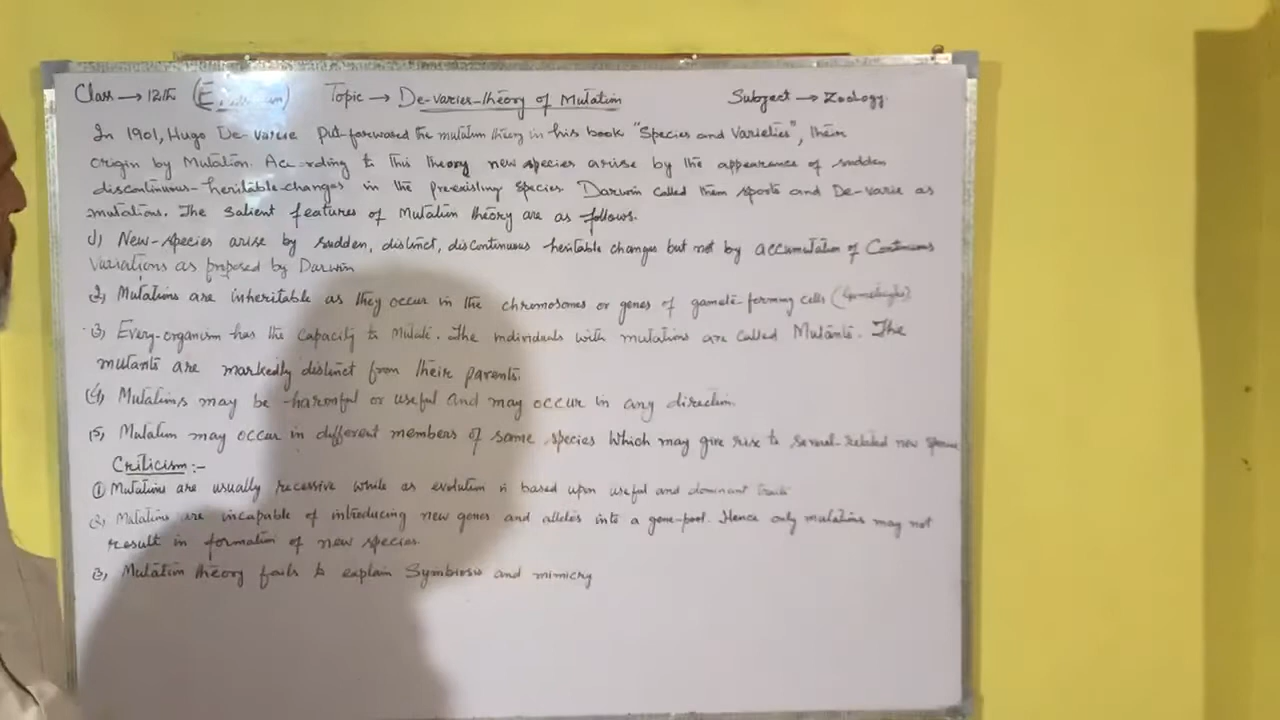 Class → 12th Topic → De-varies-theory of Mutation Subject → Zoology
In 1901, Hugo De-varie put-forwaed the mutation theory in his book "Species and Varieties", their
origin by Mutation. According to this theory new species arise by the appearance of sudden
discontinuous-heritable-changes in the pre-existing species. Darwin called them sports and De-varie as
mutations. The salient features of Mutation theory are as follows.
1) New-species arise by sudden, distinct, discontinuous heritable changes but not by accumulation of Continuous
Variations as proposed by Darwin
2) Mutations are inheritable as they occur in the chromosomes or genes of gamete-forming cells
3) Every-organism has the capacity to mutate. The individuals with mutations are called Mutants. The
mutants are markedly distinct from their parents.
(4) Mutations may be -harmful or useful and may occur in any direction.
(5) Mutation may occur in different members of same species which may give rise to several-related new species
Criticism :-
① Mutations are usually recessive while as evolution is based upon useful and dominant traits
(2) Mutations are incapable of introducing new genes and alleles into a gene-pool. Hence only mutations may not
result in formation of new species.
(3) Mutation theory fails to explain Symbiosis and mimicry